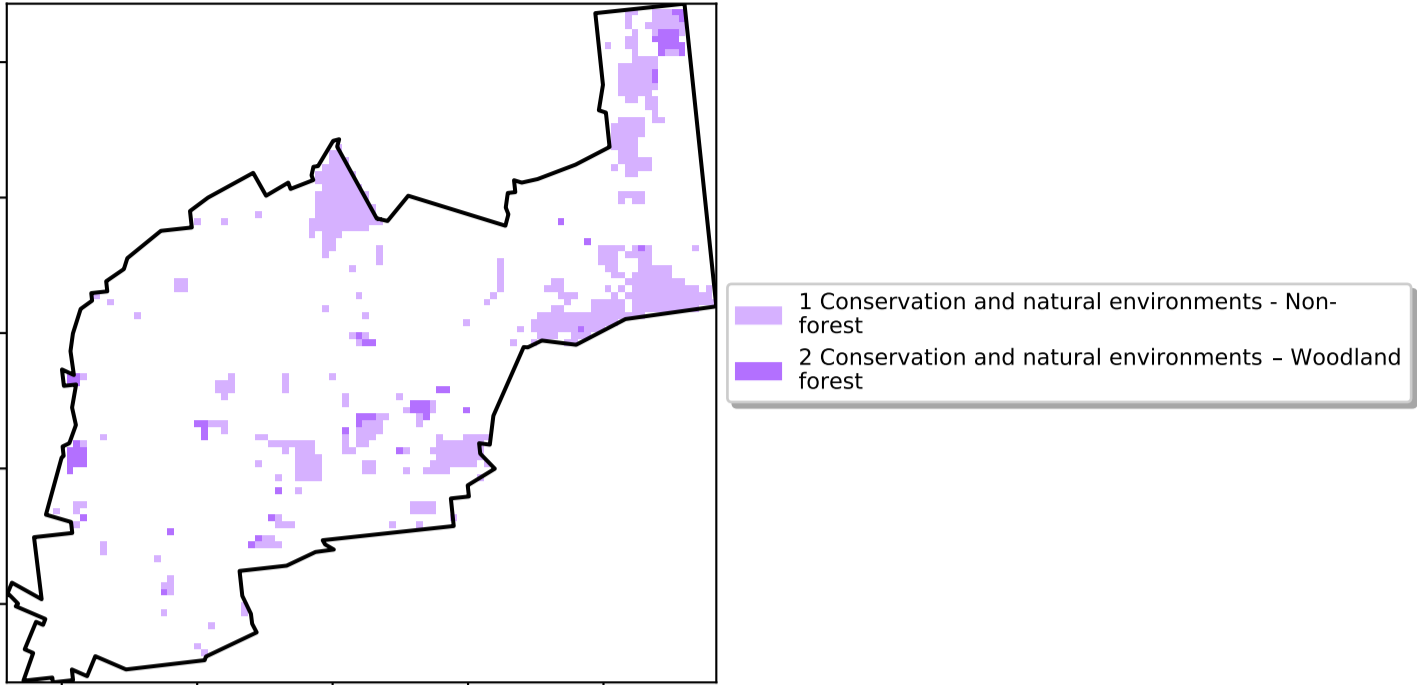 1 Conservation and natural environments - Non-
forest
2 Conservation and natural environments – Woodland
forest